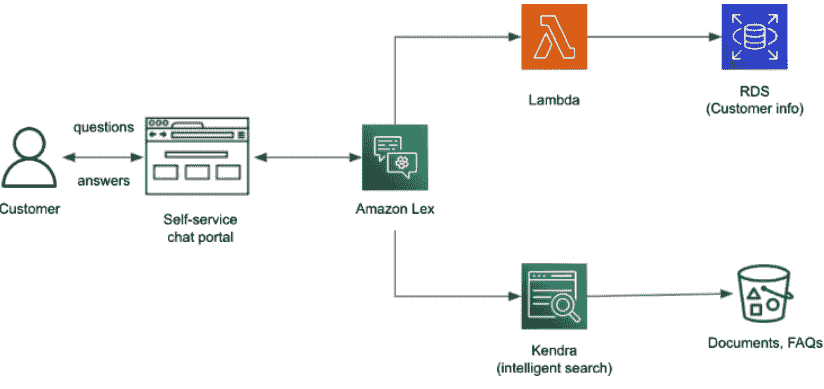 questions
answers
Customer
Self-service
chat portal
Amazon Lex
Lambda
RDS
(Customer info)
Kendra
(intelligent search)
Documents, FAQs